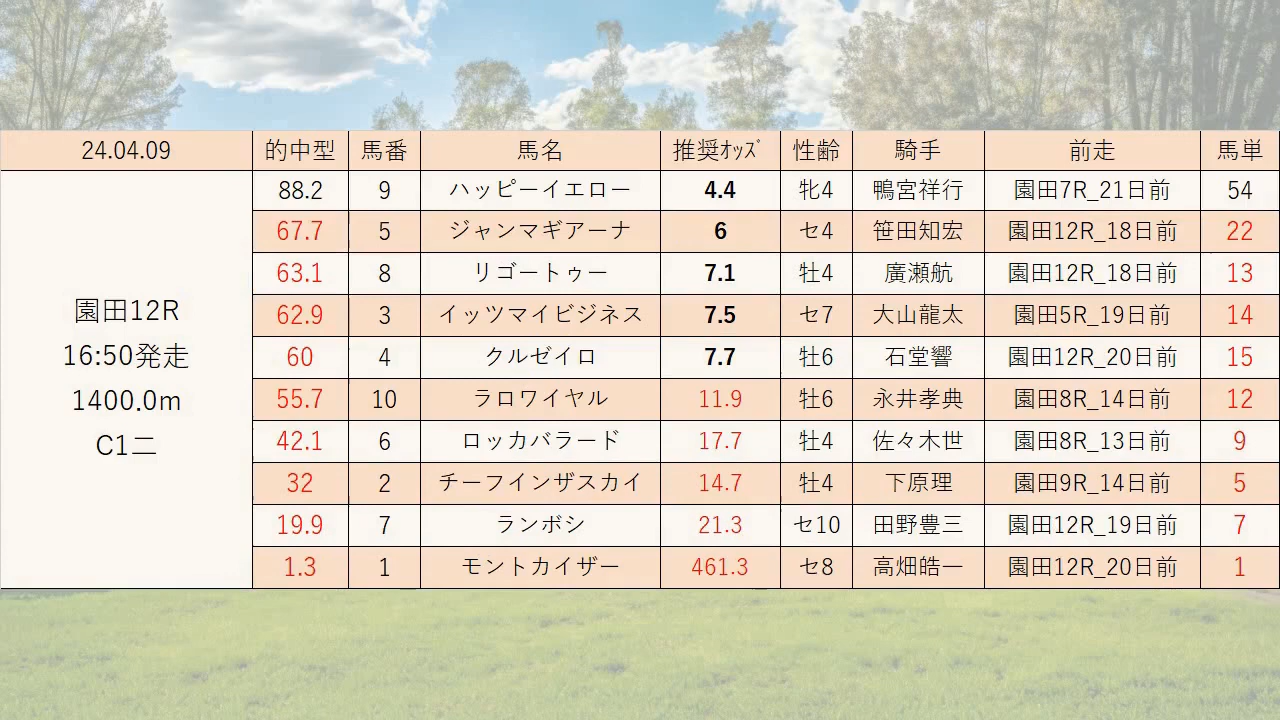 24.04.09 的中型 馬番 馬名 推奨ｵｯｽﾞ 性齢 騎手 前走 馬単
88.2 9 ハッピーイエロー 4.4 牝4 鴨宮祥行 園田7R_21日前 54
67.7 5 ジャンマギアーナ 6 セ4 笹田知宏 園田12R_18日前 22
63.1 8 リゴートゥー 7.1 牡4 廣瀬航 園田12R_18日前 13
62.9 3 イッツマイビジネス 7.5 セ7 大山龍太 園田5R_19日前 14
60 4 クルゼイロ 7.7 牡6 石堂響 園田12R_20日前 15
55.7 10 ラロワイヤル 11.9 牡6 永井孝典 園田8R_14日前 12
42.1 6 ロッカバラード 17.7 牡4 佐々木世 園田8R_13日前 9
32 2 チーフインザスカイ 14.7 牡4 下原理 園田9R_14日前 5
19.9 7 ランボシ 21.3 セ10 田野豊三 園田12R_19日前 7
1.3 1 モントカイザー 461.3 セ8 高畑皓一 園田12R_20日前 1
園田12R
16:50発走
1400.0m
C1二